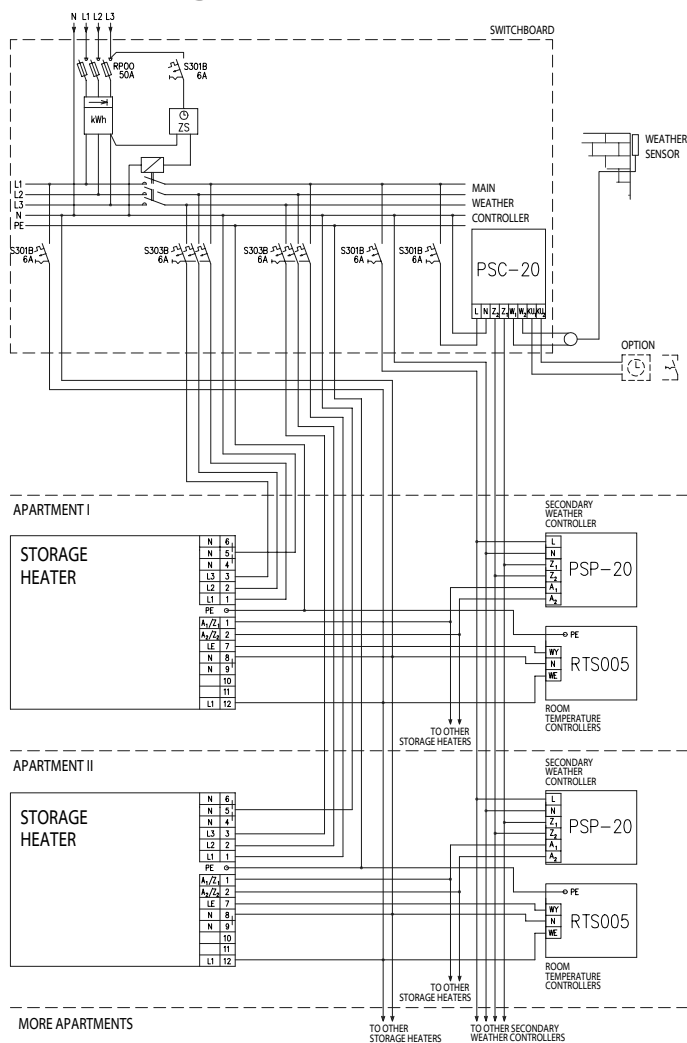 SWITCHBOARD
N L1 L2 L3
RP00
50A
S301B
6A
kWh
ZS
WEATHER
SENSOR
L1
L2
L3
N
PE
MAIN
WEATHER
CONTROLLER
S301B
6A
S303B
6A
S303B
6A
S301B
6A
S301B
6A
PSC-20
L N Z₂ Z₁ W₁ W₂ KU₁ KU₂
OPTION
APARTMENT I
STORAGE
HEATER
N 6
N 5
N 4
L3 3
L2 2
L1 1
PE
A₁/Z₁ 1
A₂/Z₂ 2
LE 7
N 8
N 9
10
11
L1 12
SECONDARY
WEATHER
CONTROLLER
L
N
Z₁
Z₂
A₁
A₂
PSP-20
PE
WY
N
WE
RTS005
ROOM
TEMPERATURE
CONTROLLERS
TO OTHER
STORAGE HEATERS
APARTMENT II
STORAGE
HEATER
N 6
N 5
N 4
L3 3
L2 2
L1 1
PE
A₁/Z₁ 1
A₂/Z₂ 2
LE 7
N 8
N 9
10
11
L1 12
SECONDARY
WEATHER
CONTROLLER
L
N
Z₁
Z₂
A₁
A₂
PSP-20
PE
WY
N
WE
RTS005
ROOM
TEMPERATURE
CONTROLLERS
TO OTHER
STORAGE HEATERS
MORE APARTMENTS
TO OTHER
STORAGE HEATERS
TO OTHER SECONDARY
WEATHER CONTROLLERS